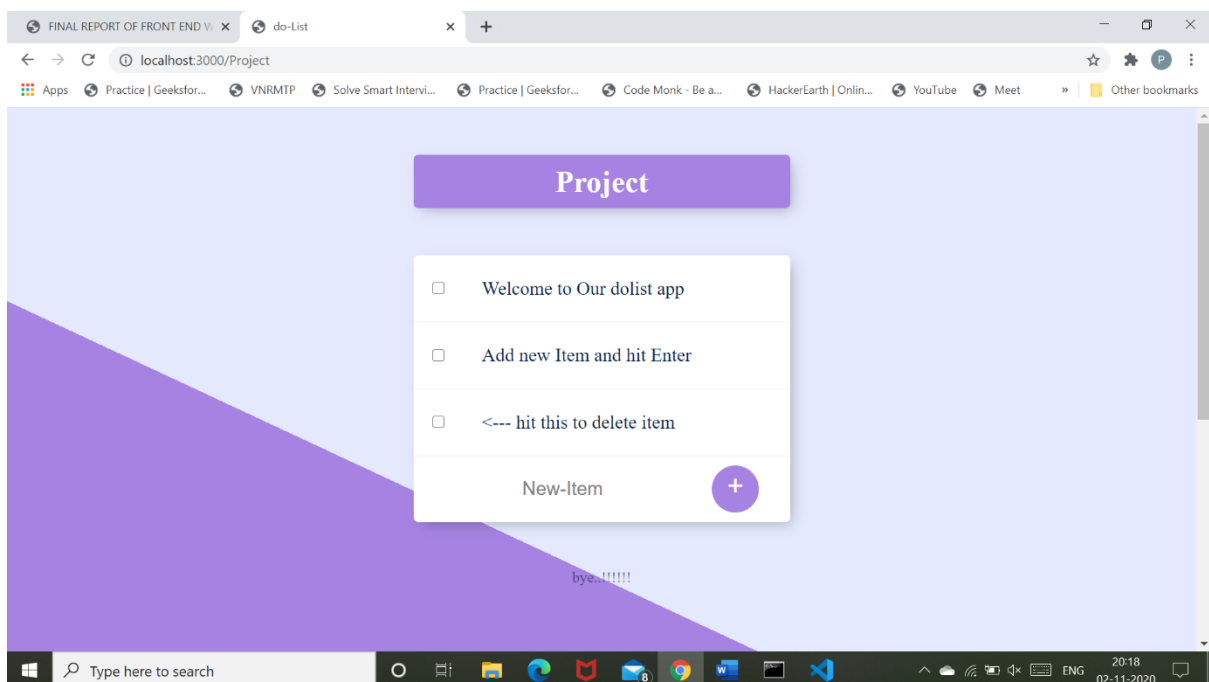 FINAL REPORT OF FRONT END W
do-List
localhost:3000/Project
P
Apps
Practice | Geeksfor...
VNRMTP
Solve Smart Intervi...
Practice | Geeksfor...
Code Monk - Be a...
HackerEarth | Onlin...
YouTube
Meet
»
Other bookmarks
Project
Welcome to Our dolist app
Add new Item and hit Enter
<--- hit this to delete item
New-Item
+
bye..!!!!!!
Type here to search
8
W
ENG
20:18
02-11-2020